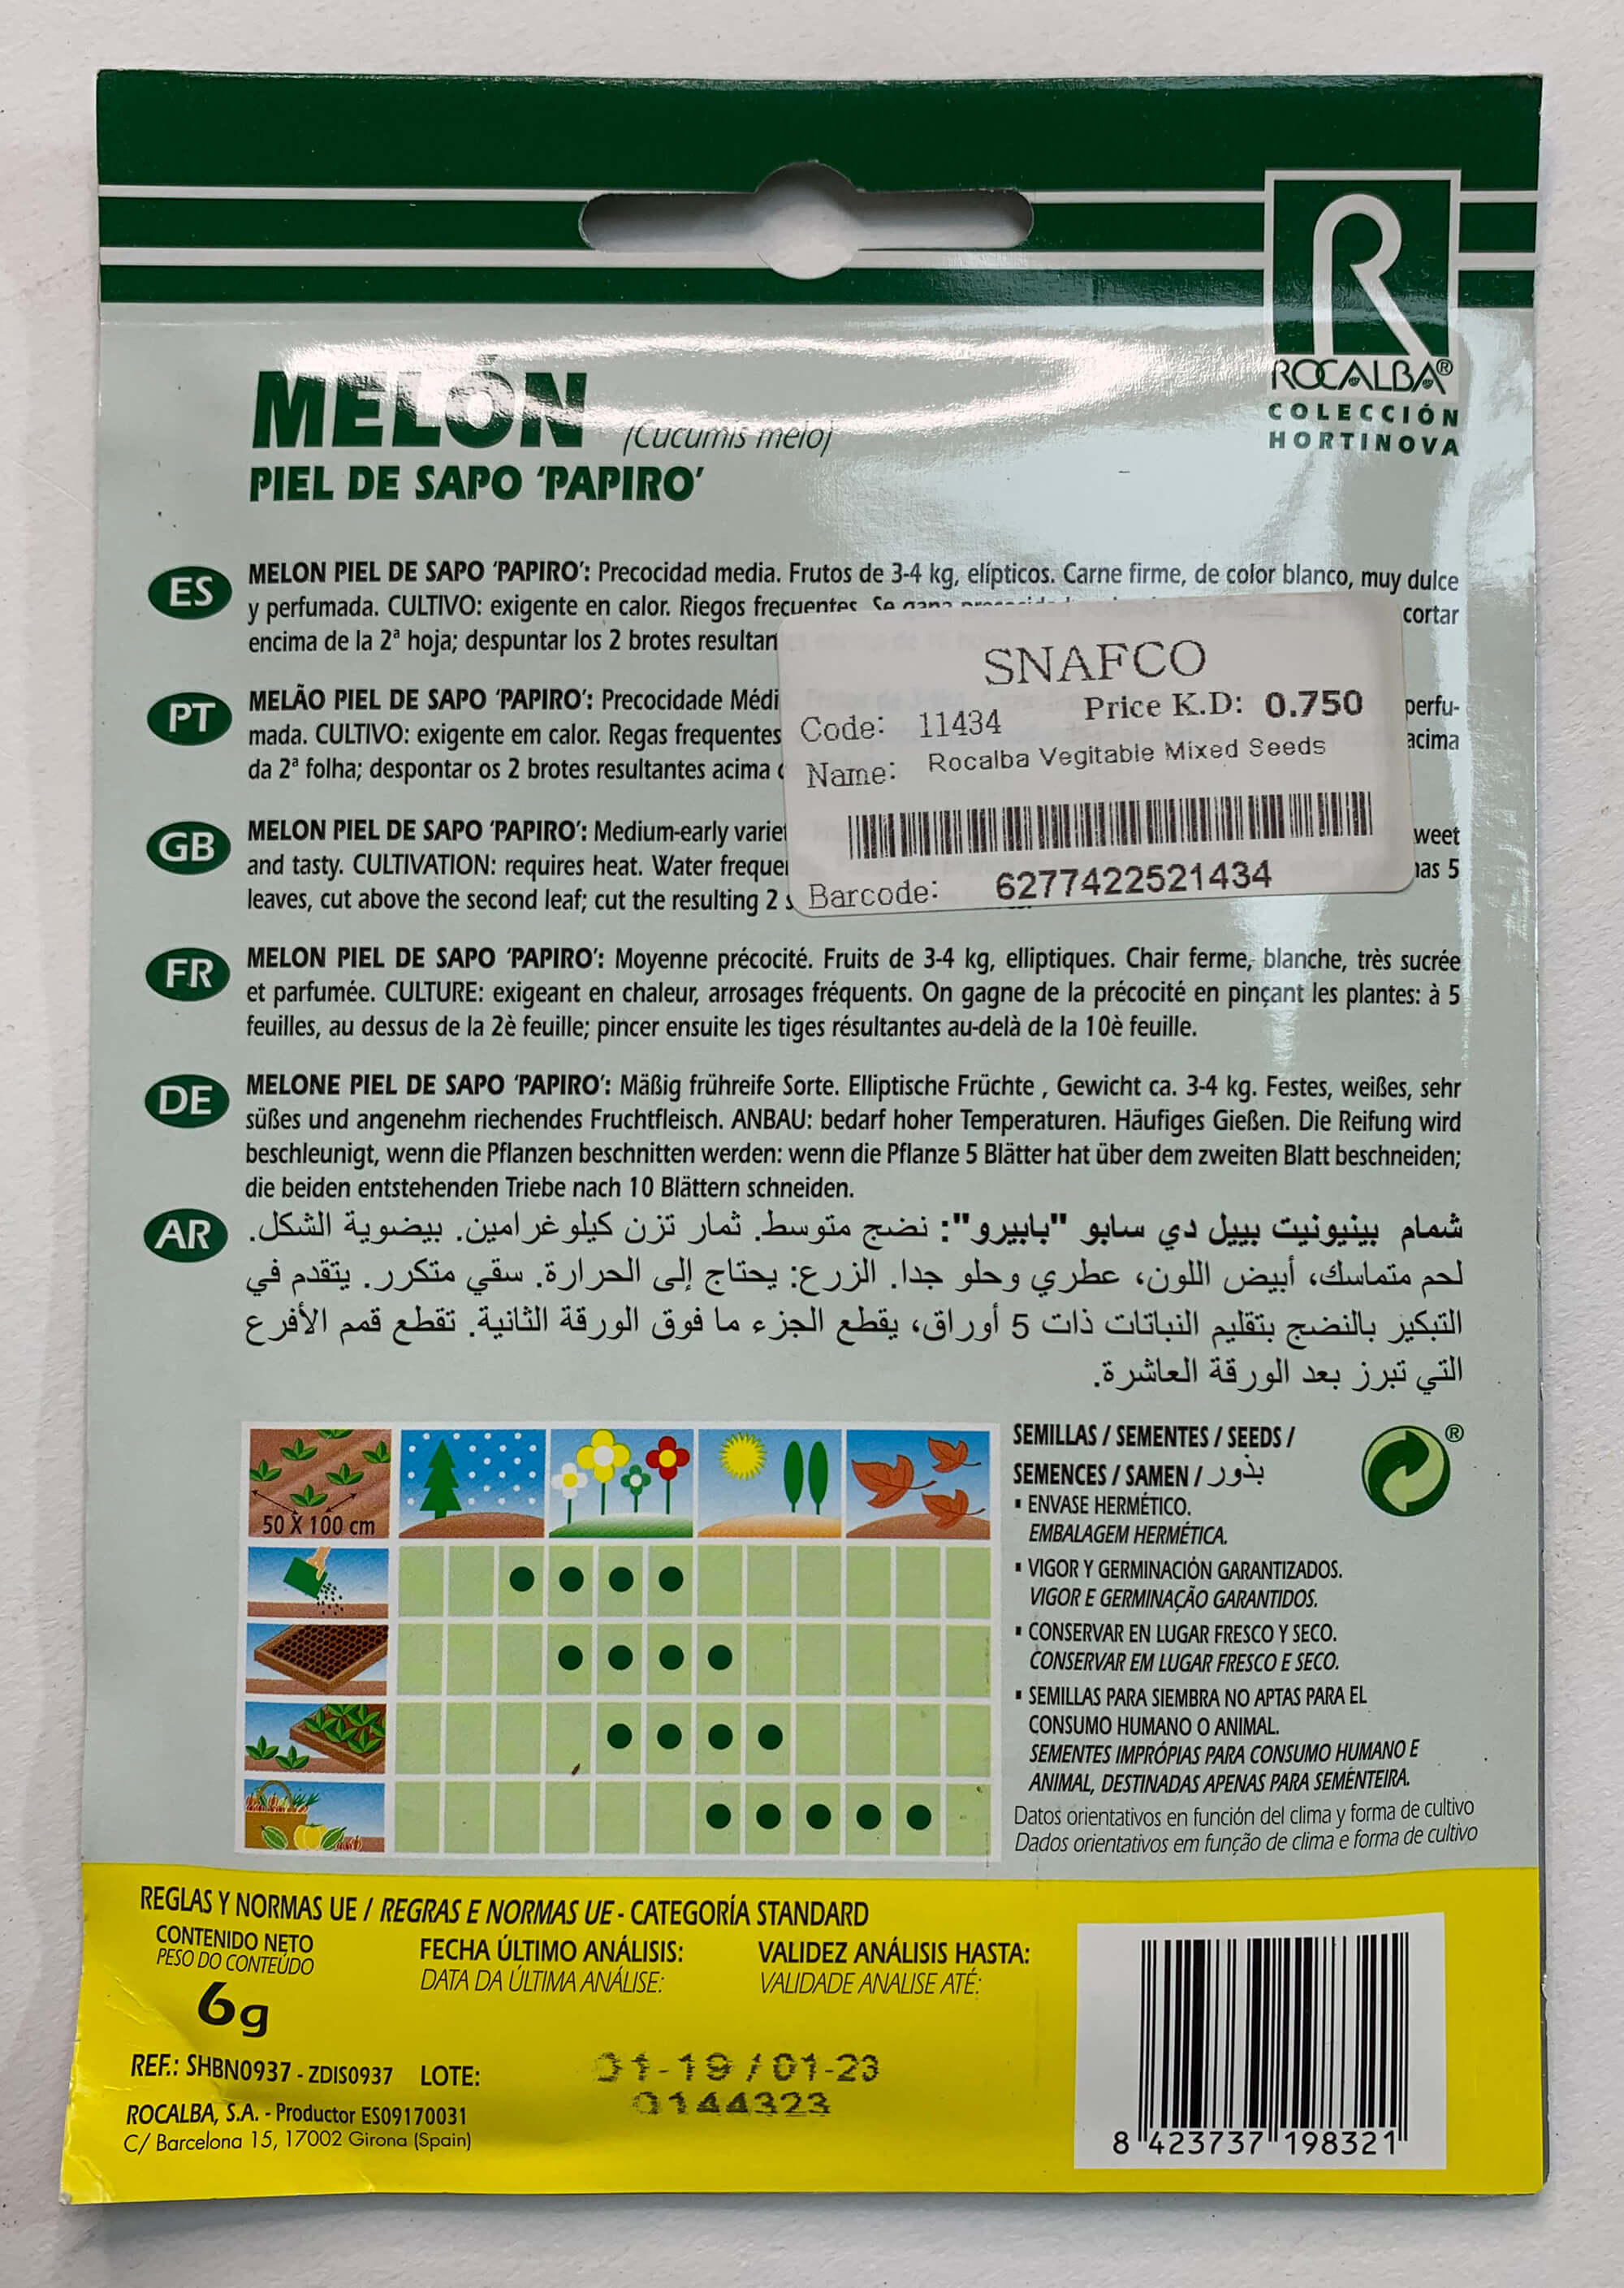 R
ROCALBA®
COLECCIÓN
HORTINOVA
MELÓN (Cucumis melo)
PIEL DE SAPO ‘PAPIRO’
ES
MELON PIEL DE SAPO ‘PAPIRO’: Precocidad media. Frutos de 3-4 kg, elípticos. Carne firme, de color blanco, muy dulce
y perfumada. CULTIVO: exigente en calor. Riegos frecuentes. Se gana cortar
encima de la 2ª hoja; despuntar los 2 brotes
PT
MELÃO PIEL DE SAPO ‘PAPIRO’: Precocidade perfu-
mada. CULTIVO: exigente em calor. Regas frequentes acima
da 2ª folha; despontar os 2 brotes resultantes acima
GB
MELON PIEL DE SAPO ‘PAPIRO’: Medium-early
and tasty. CULTIVATION: requires heat. Water 5
leaves, cut above the second leaf; cut the resulting 2
SNAFCO
Price K.D: 0.750
Code: 11434
Name: Rocalba Vegitable Mixed Seeds
Barcode: 6277422521434
FR
MELON PIEL DE SAPO ‘PAPIRO’: Moyenne précocité. Fruits de 3-4 kg, elliptiques. Chair ferme, blanche, très sucrée
et parfumée. CULTURE: exigeant en chaleur, arrosages fréquents. On gagne de la précocité en pinçant les plantes: à 5
feuilles, au dessus de la 2è feuille; pincer ensuite les tiges résultantes au-delà de la 10è feuille.
DE
MELONE PIEL DE SAPO ‘PAPIRO’: Mäßig frühreife Sorte. Elliptische Früchte , Gewicht ca. 3-4 kg. Festes, weißes, sehr
süßes und angenehm riechendes Fruchtfleisch. ANBAU: bedarf hoher Temperaturen. Häufiges Gießen. Die Reifung wird
beschleunigt, wenn die Pflanzen beschnitten werden: wenn die Pflanze 5 Blätter hat über dem zweiten Blatt beschneiden;
die beiden entstehenden Triebe nach 10 Blättern schneiden.
AR
شمام بينيونيت بييل دي سابو "بابيرو": نضج متوسط. ثمار تزن كيلوغرامين. بيضوية الشكل.
لحم متماسك، أبيض اللون، عطري وحلو جدا. الزرع: يحتاج إلى الحرارة. سقي متكرر. يتقدم في
التبكير بالنضج بتقليم النباتات ذات 5 أوراق، يقطع الجزء ما فوق الورقة الثانية. تقطع قمم الأفرع
التي تبرز بعد الورقة العاشرة.
50 X 100 cm
SEMILLAS / SEMENTES / SEEDS /
SEMENCES / SAMEN / بذور
®
▪ ENVASE HERMÉTICO.
EMBALAGEM HERMÉTICA.
▪ VIGOR Y GERMINACIÓN GARANTIZADOS.
VIGOR E GERMINAÇÃO GARANTIDOS.
▪ CONSERVAR EN LUGAR FRESCO Y SECO.
CONSERVAR EM LUGAR FRESCO E SECO.
▪ SEMILLAS PARA SIEMBRA NO APTAS PARA EL
CONSUMO HUMANO O ANIMAL.
SEMENTES IMPRÓPIAS PARA CONSUMO HUMANO E
ANIMAL, DESTINADAS APENAS PARA SEMÉNTEIRA.
Datos orientativos en función del clima y forma de cultivo
Dados orientativos em função de clima e forma de cultivo
REGLAS Y NORMAS UE / REGRAS E NORMAS UE - CATEGORÍA STANDARD
CONTENIDO NETO
PESO DO CONTEÚDO
6g
FECHA ÚLTIMO ANÁLISIS:
DATA DA ÚLTIMA ANÁLISE:
VALIDEZ ANÁLISIS HASTA:
VALIDADE ANALISE ATÉ:
REF.: SHBN0937 - ZDIS0937 LOTE:
01-19 / 01-23
0144323
ROCALBA, S.A. - Productor ES09170031
C/ Barcelona 15, 17002 Girona (Spain)
8 423737 198321